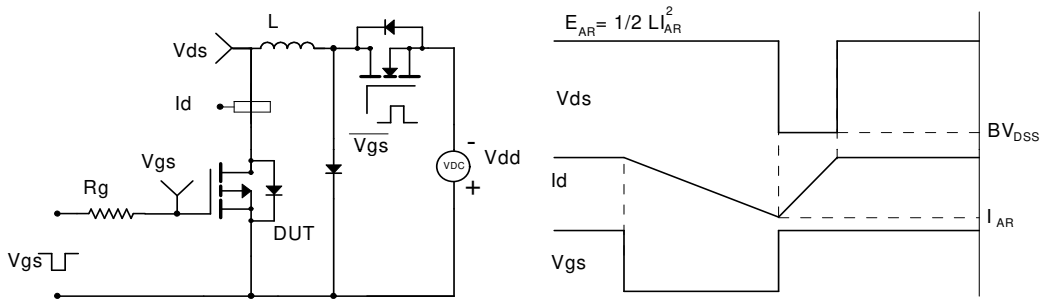 L
E_AR = 1/2 LI_AR^2
Vds
Id
Vgs
Vgs
Rg
DUT
Vgs
VDC
-
+
Vdd
Vds
BV_DSS
Id
I_AR
Vgs